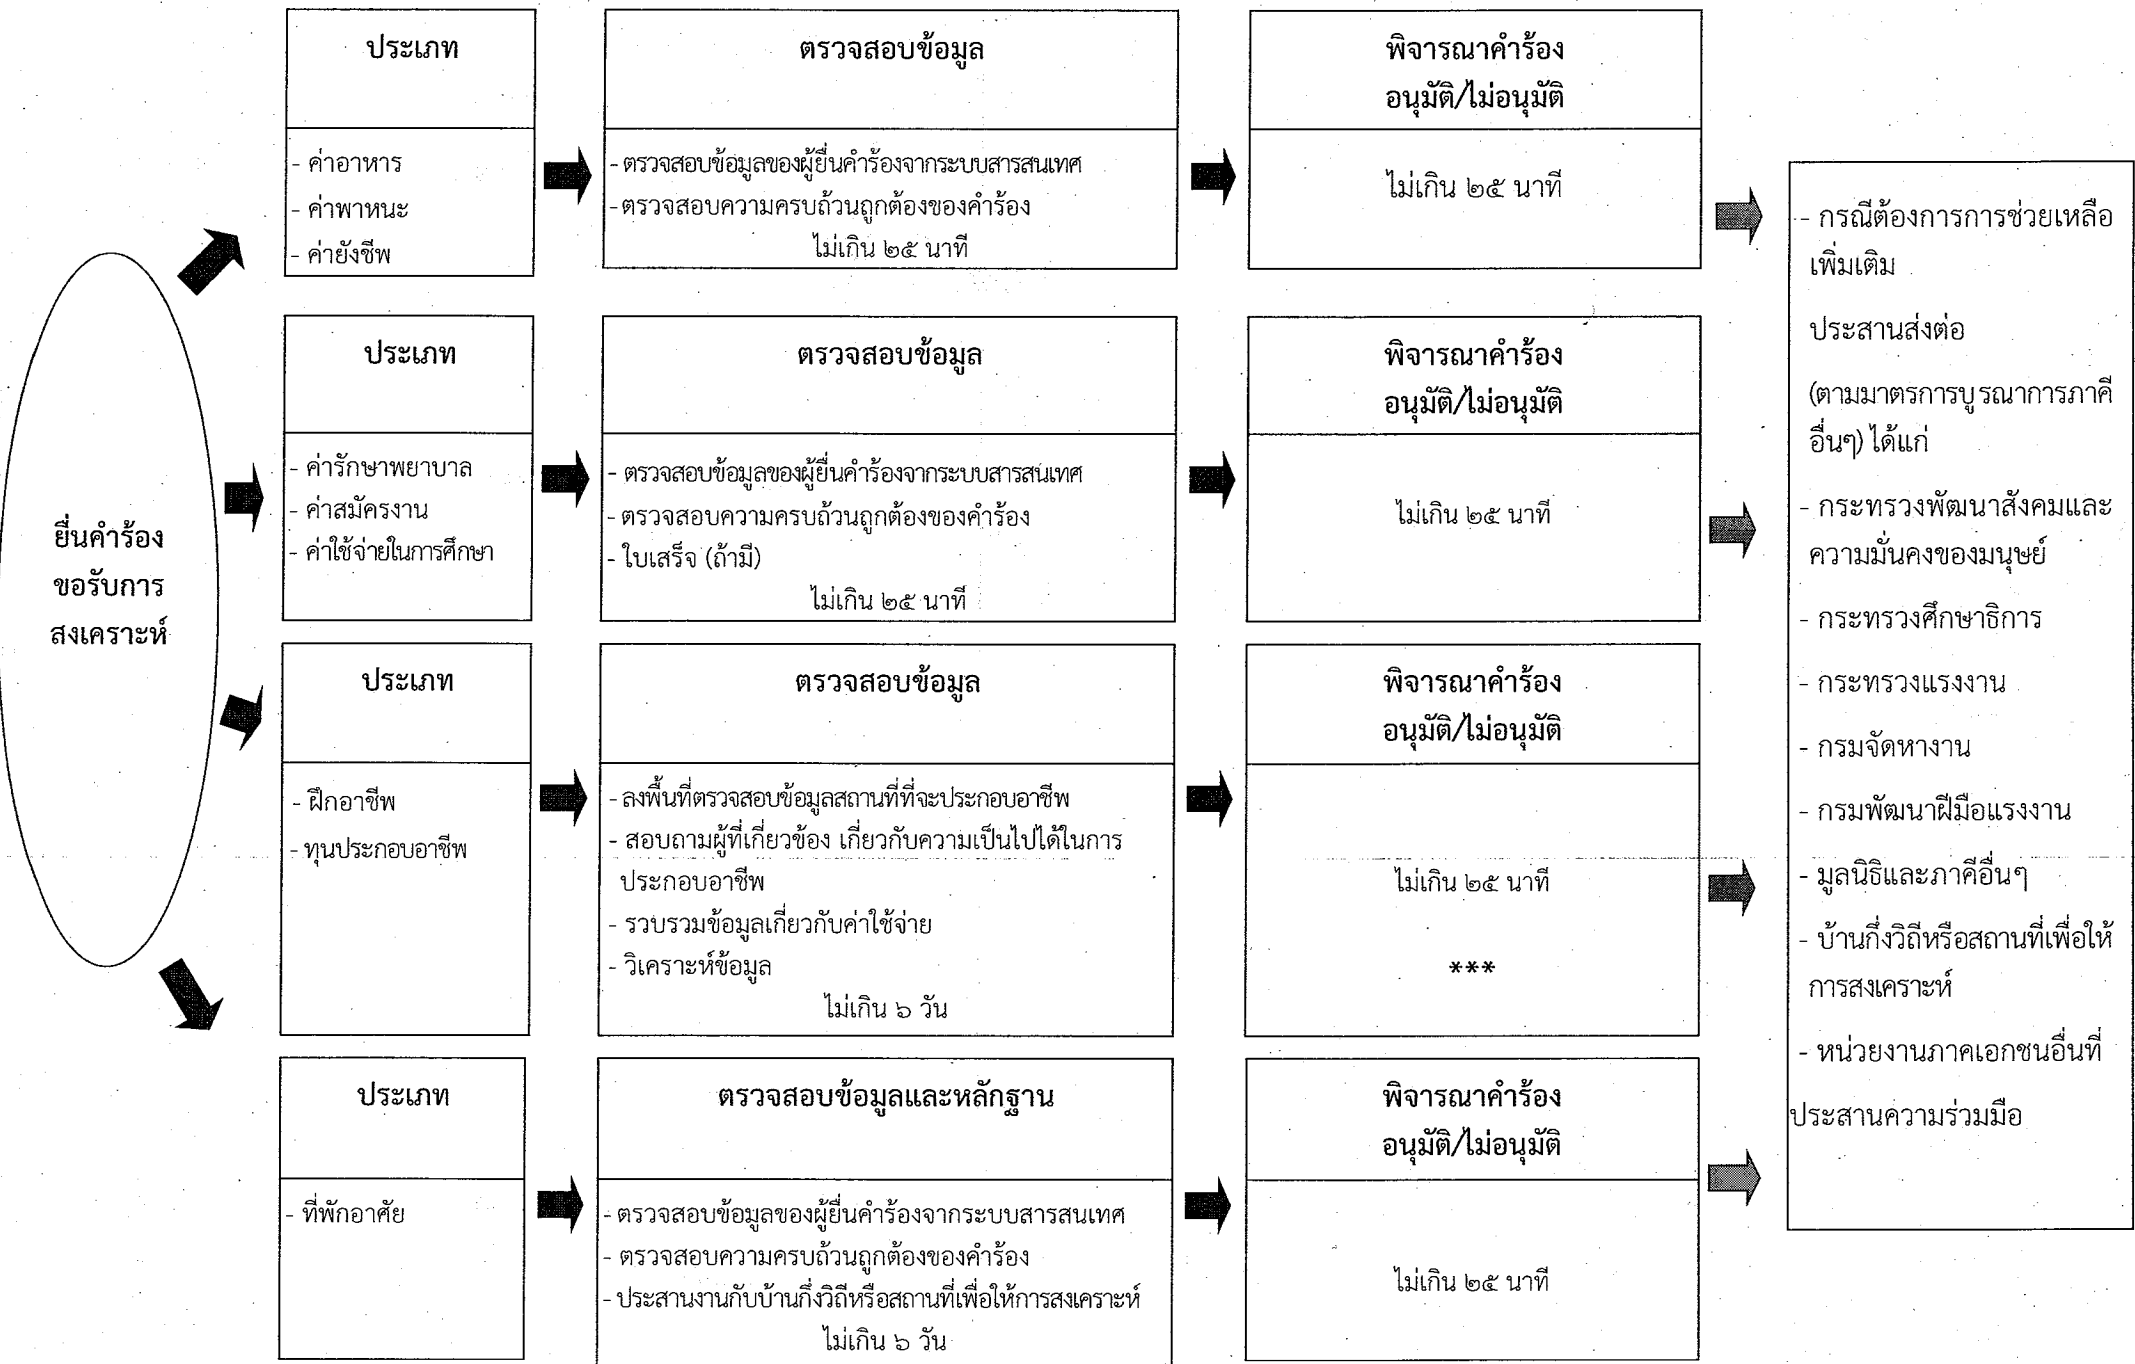 ยื่นคำร้อง
ขอรับการ
สงเคราะห์
ประเภท
- ค่าอาหาร
- ค่าพาหนะ
- ค่ายังชีพ
ตรวจสอบข้อมูล
- ตรวจสอบข้อมูลของผู้ยื่นคำร้องจากระบบสารสนเทศ
- ตรวจสอบความครบถ้วนถูกต้องของคำร้อง
ไม่เกิน ๒๕ นาที
พิจารณาคำร้อง
อนุมัติ/ไม่อนุมัติ
ไม่เกิน ๒๕ นาที
ประเภท
- ค่ารักษาพยาบาล
- ค่าสมัครงาน
- ค่าใช้จ่ายในการศึกษา
ตรวจสอบข้อมูล
- ตรวจสอบข้อมูลของผู้ยื่นคำร้องจากระบบสารสนเทศ
- ตรวจสอบความครบถ้วนถูกต้องของคำร้อง
- ใบเสร็จ (ถ้ามี)
ไม่เกิน ๒๕ นาที
พิจารณาคำร้อง
อนุมัติ/ไม่อนุมัติ
ไม่เกิน ๒๕ นาที
ประเภท
- ฝึกอาชีพ
- ทุนประกอบอาชีพ
ตรวจสอบข้อมูล
- ลงพื้นที่ตรวจสอบข้อมูลสถานที่ที่จะประกอบอาชีพ
- สอบถามผู้ที่เกี่ยวข้อง เกี่ยวกับความเป็นไปได้ในการ
ประกอบอาชีพ
- รวบรวมข้อมูลเกี่ยวกับค่าใช้จ่าย
- วิเคราะห์ข้อมูล
ไม่เกิน ๖ วัน
พิจารณาคำร้อง
อนุมัติ/ไม่อนุมัติ
ไม่เกิน ๒๕ นาที
***
ประเภท
- ที่พักอาศัย
ตรวจสอบข้อมูลและหลักฐาน
- ตรวจสอบข้อมูลของผู้ยื่นคำร้องจากระบบสารสนเทศ
- ตรวจสอบความครบถ้วนถูกต้องของคำร้อง
- ประสานงานกับบ้านกึ่งวิถีหรือสถานที่เพื่อให้การสงเคราะห์
ไม่เกิน ๖ วัน
พิจารณาคำร้อง
อนุมัติ/ไม่อนุมัติ
ไม่เกิน ๒๕ นาที
- กรณีต้องการการช่วยเหลือ
เพิ่มเติม
ประสานส่งต่อ
(ตามมาตรการบูรณาการภาคี
อื่นๆ) ได้แก่
- กระทรวงพัฒนาสังคมและ
ความมั่นคงของมนุษย์
- กระทรวงศึกษาธิการ
- กระทรวงแรงงาน
- กรมจัดหางาน
- กรมพัฒนาฝีมือแรงงาน
- มูลนิธิและภาคีอื่นๆ
- บ้านกึ่งวิถีหรือสถานที่เพื่อให้
การสงเคราะห์
- หน่วยงานภาคเอกชนอื่นที่
ประสานความร่วมมือ